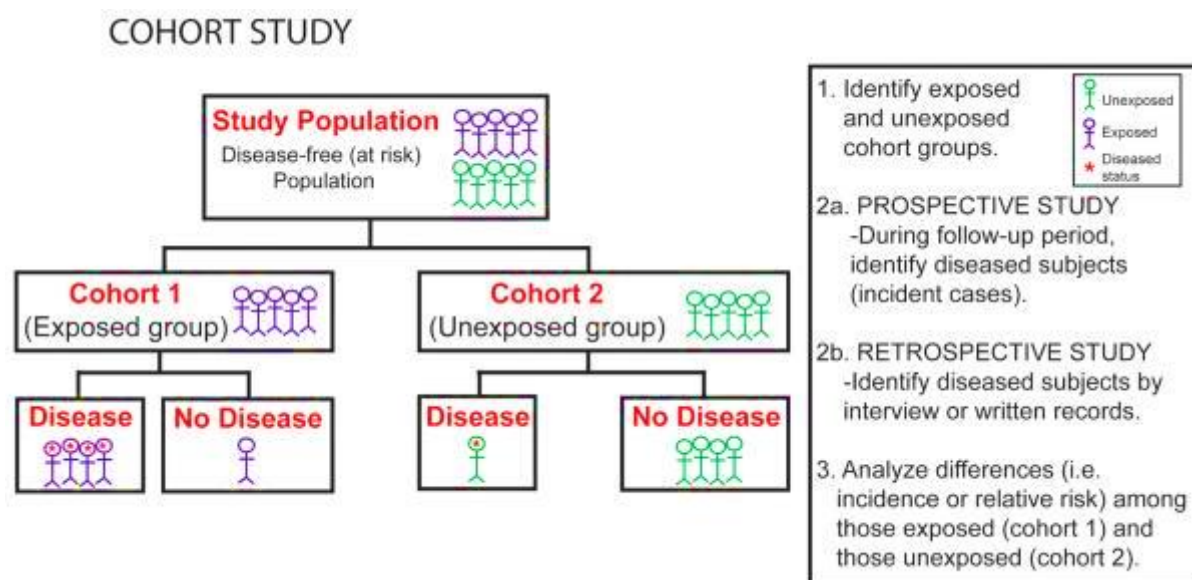 COHORT STUDY
Study Population
Disease-free (at risk)
Population
Cohort 1
(Exposed group)
Cohort 2
(Unexposed group)
Disease
No Disease
Disease
No Disease
1. Identify exposed
and unexposed
cohort groups.
Unexposed
Exposed
* Diseased
status
2a. PROSPECTIVE STUDY
-During follow-up period,
identify diseased subjects
(incident cases).
2b. RETROSPECTIVE STUDY
-Identify diseased subjects by
interview or written records.
3. Analyze differences (i.e.
incidence or relative risk) among
those exposed (cohort 1) and
those unexposed (cohort 2).